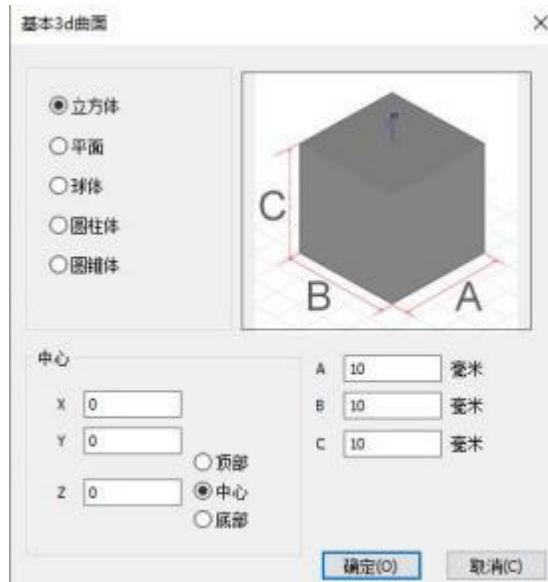 基本3d曲面
立方体
平面
球体
圆柱体
圆锥体
C
B
A
中心
X 0
Y 0
Z 0
顶部
中心
底部
A 10 毫米
B 10 毫米
C 10 毫米
确定(O)
取消(C)